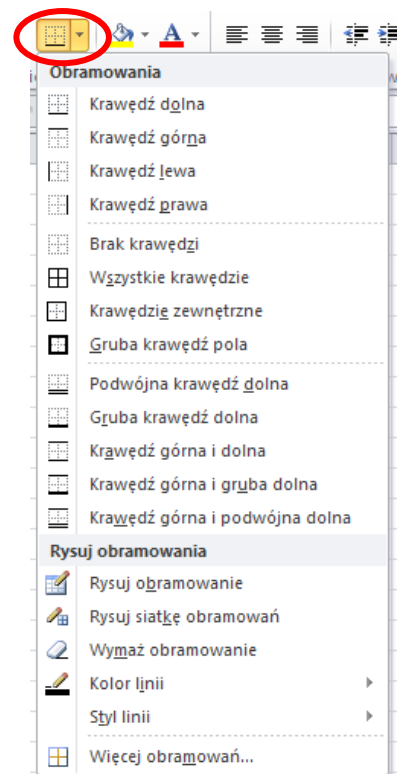 A
Obramowania
Krawędź dolna
Krawędź górna
Krawędź lewa
Krawędź prawa
Brak krawędzi
Wszystkie krawędzie
Krawędzie zewnętrzne
Gruba krawędź pola
Podwójna krawędź dolna
Gruba krawędź dolna
Krawędź górna i dolna
Krawędź górna i gruba dolna
Krawędź górna i podwójna dolna
Rysuj obramowania
Rysuj obramowanie
Rysuj siatkę obramowań
Wymaż obramowanie
Kolor linii
Styl linii
Więcej obramowań...